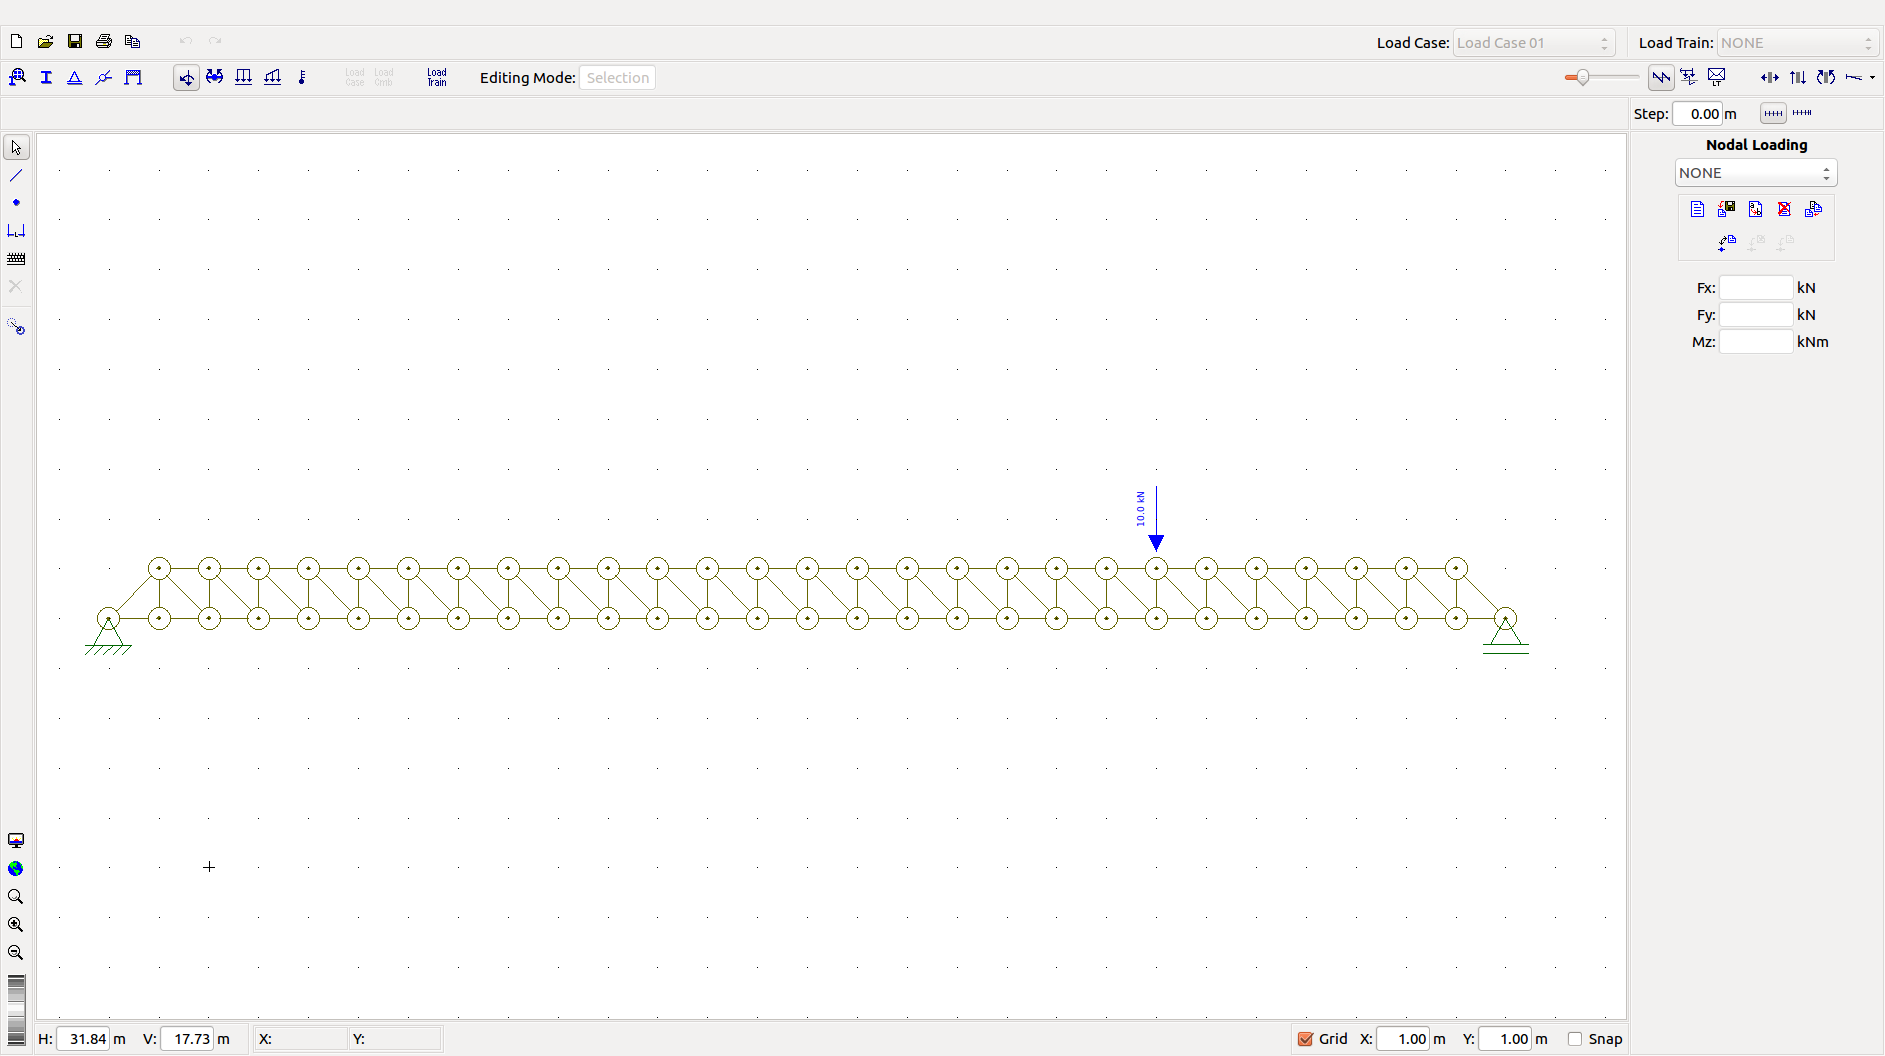 Load Case: Load Case 01 Load Train: NONE
Load Case Load Cmb Load Train Editing Mode: Selection
Step: 0.00 m
Nodal Loading
NONE
Fx: kN
Fy: kN
Mz: kNm
10.0 kN
H: 31.84 m V: 17.73 m X: Y: Grid X: 1.00 m Y: 1.00 m Snap